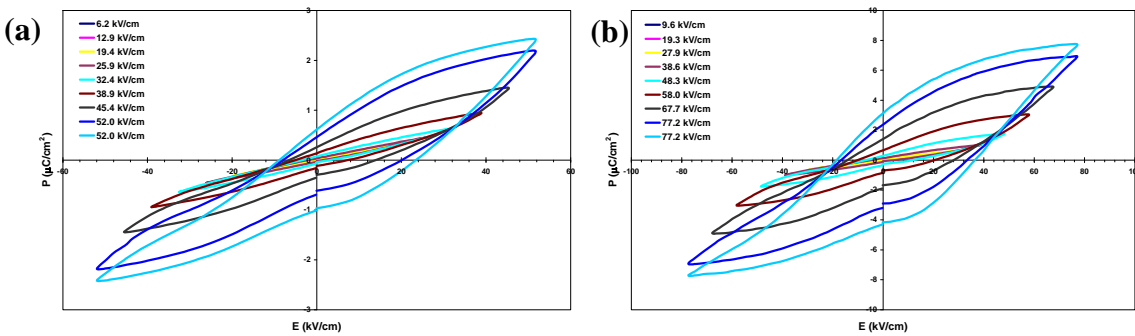 (a)
6.2 kV/cm
12.9 kV/cm
19.4 kV/cm
25.9 kV/cm
32.4 kV/cm
38.9 kV/cm
45.4 kV/cm
52.0 kV/cm
52.0 kV/cm
3
2
1
0
-1
-2
-3
-60
-40
-20
0
20
40
60
P (µC/cm²)
E (kV/cm)
(b)
9.6 kV/cm
19.3 kV/cm
27.9 kV/cm
38.6 kV/cm
48.3 kV/cm
58.0 kV/cm
67.7 kV/cm
77.2 kV/cm
77.2 kV/cm
10
8
6
4
2
0
-2
-4
-6
-8
-10
-100
-80
-60
-40
-20
0
20
40
60
80
100
P (µC/cm²)
E (kV/cm)